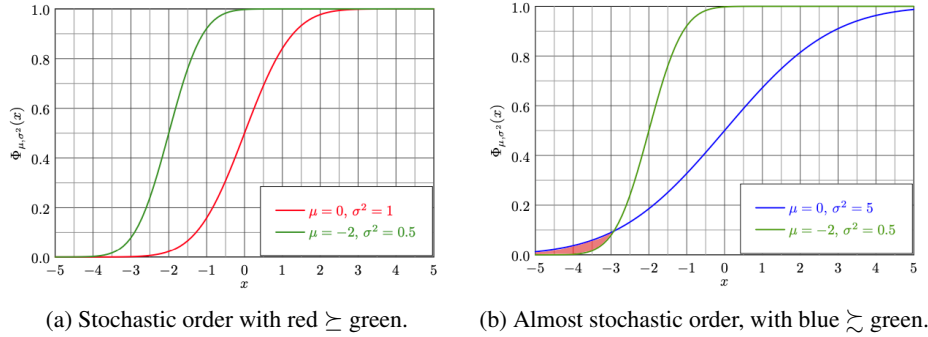 1.0
0.8
0.6
0.4
0.2
0.0
Φμ,σ²(x)
−5 −4 −3 −2 −1 0 1 2 3 4 5
x
μ = 0, σ² = 1
μ = −2, σ² = 0.5
(a) Stochastic order with red ⪰ green.
1.0
0.8
0.6
0.4
0.2
0.0
Φμ,σ²(x)
−5 −4 −3 −2 −1 0 1 2 3 4 5
x
μ = 0, σ² = 5
μ = −2, σ² = 0.5
(b) Almost stochastic order, with blue ≿ green.